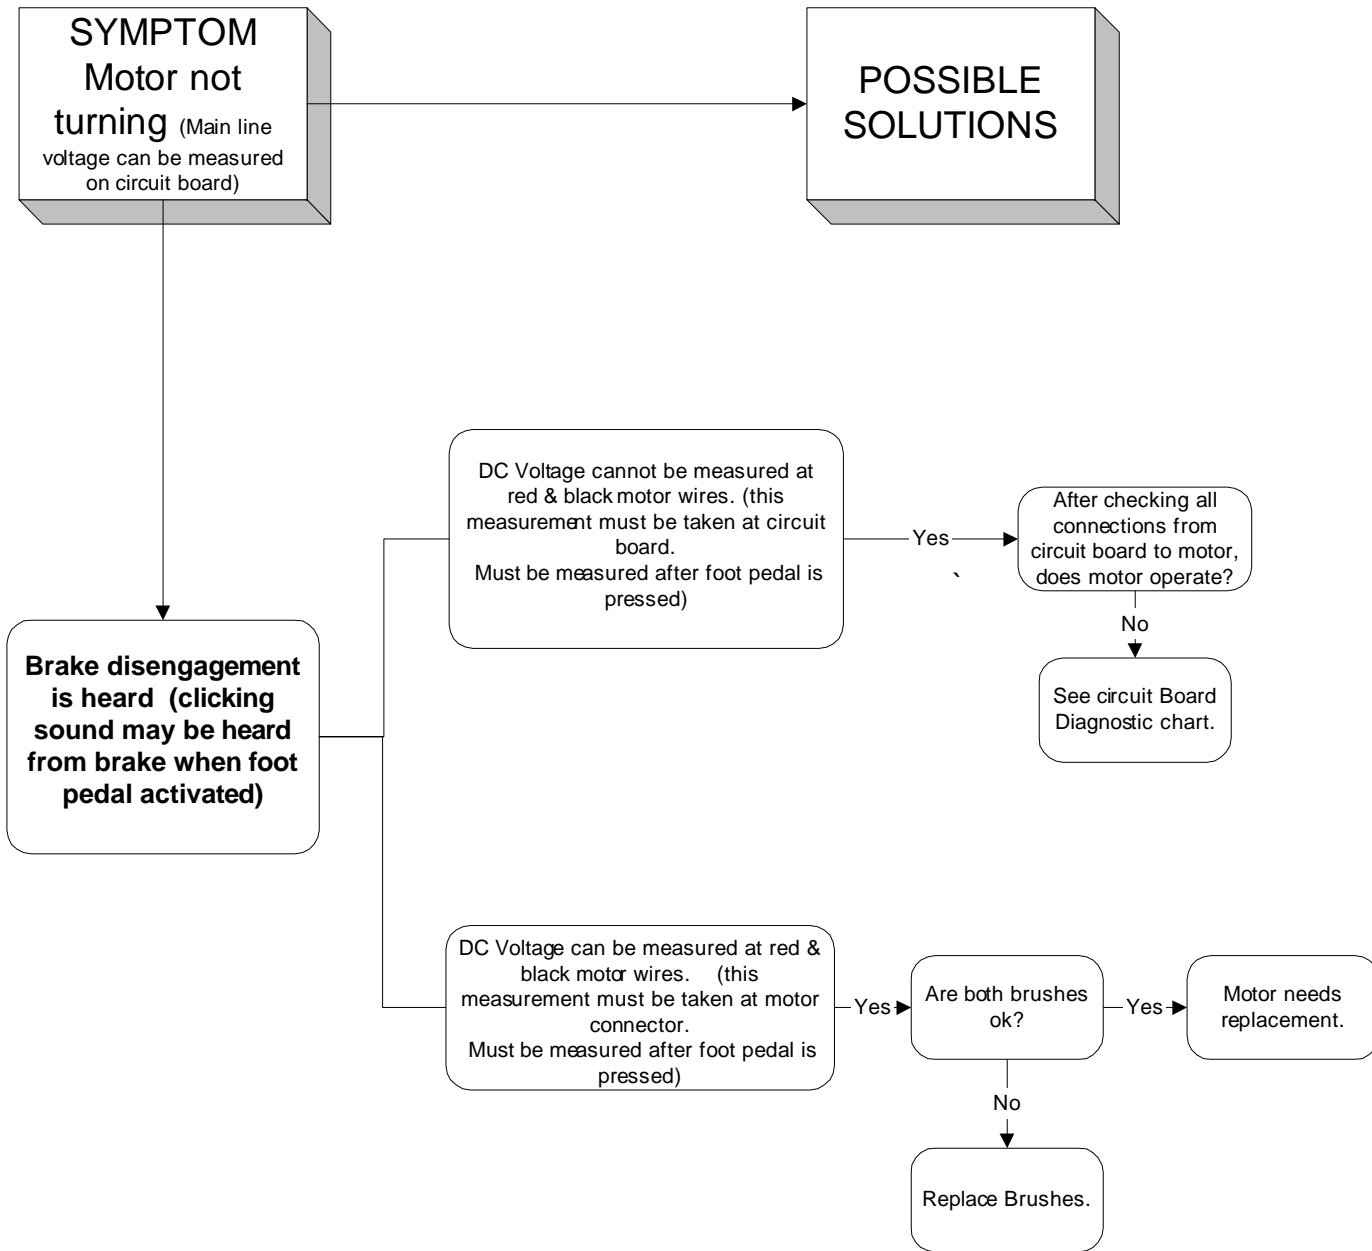 SYMPTOM
Motor not
turning (Main line
voltage can be measured
on circuit board)
POSSIBLE
SOLUTIONS
DC Voltage cannot be measured at
red & black motor wires. (this
measurement must be taken at circuit
board.
Must be measured after foot pedal is
pressed)
Yes
`
After checking all
connections from
circuit board to motor,
does motor operate?
No
See circuit Board
Diagnostic chart.
Brake disengagement
is heard (clicking
sound may be heard
from brake when foot
pedal activated)
DC Voltage can be measured at red &
black motor wires. (this
measurement must be taken at motor
connector.
Must be measured after foot pedal is
pressed)
Yes
Are both brushes
ok?
Yes
Motor needs
replacement.
No
Replace Brushes.